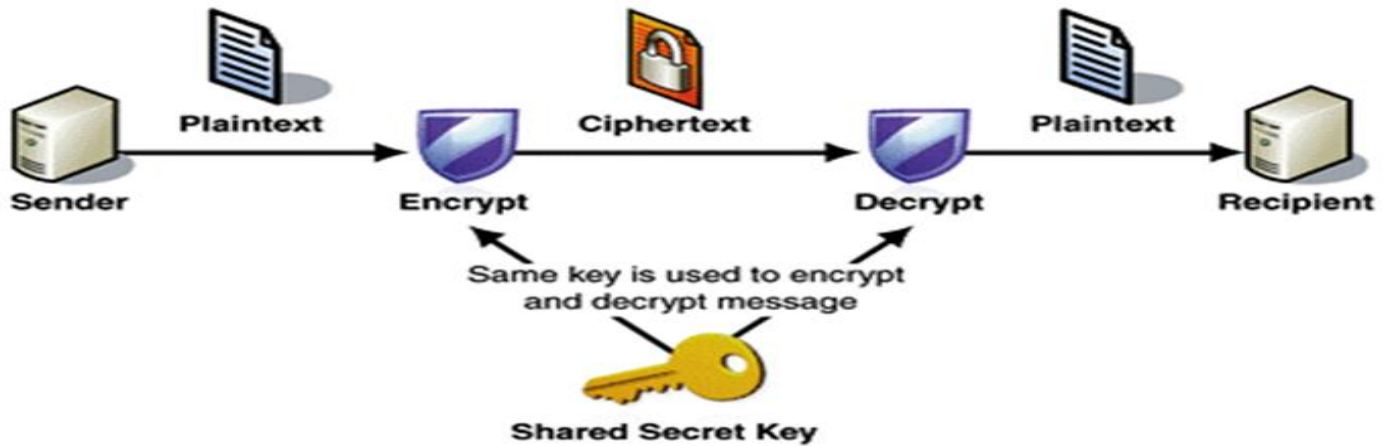 Plaintext
Ciphertext
Plaintext
Sender
Encrypt
Decrypt
Recipient
Same key is used to encrypt
and decrypt message
Shared Secret Key